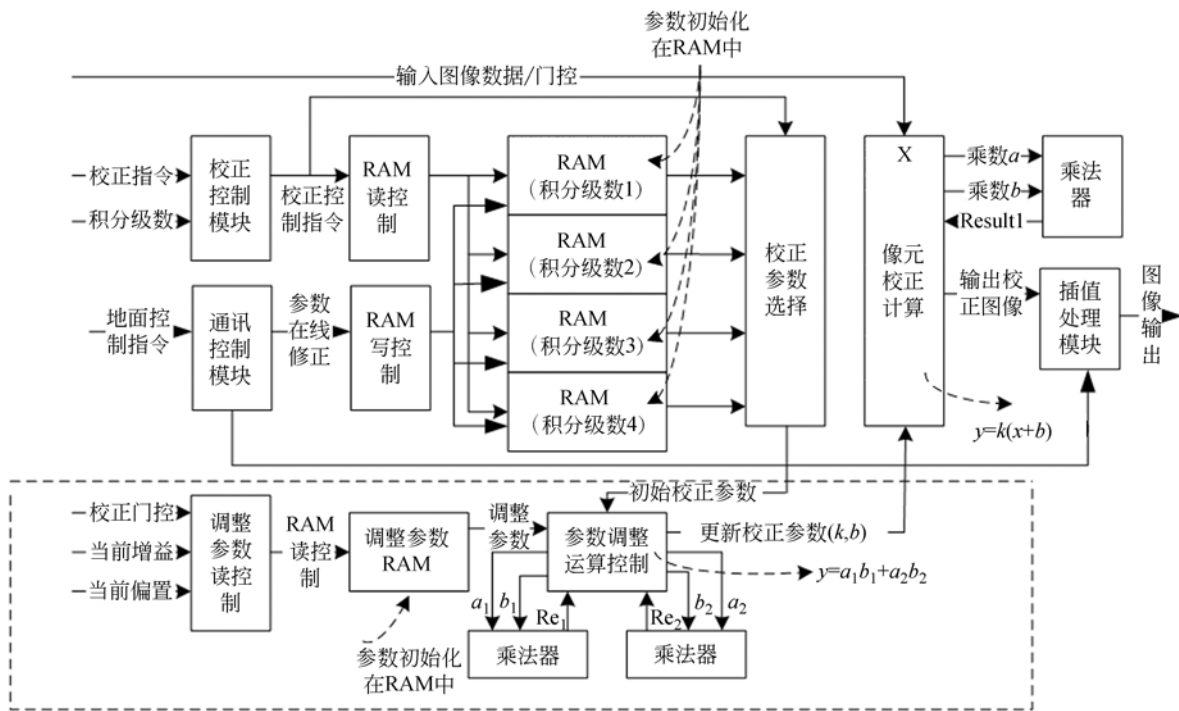 参数初始化
在RAM中
输入图像数据/门控
校正指令
积分级数
校正
控制
模块
校正控
制指令
RAM
读控
制
RAM
（积分级数1）
RAM
（积分级数2）
RAM
（积分级数3）
RAM
（积分级数4）
校正
参数
选择
X
像元
校正
计算
乘数a
乘数b
Result1
乘法
器
输出校
正图像
插值
处理
模块
图
像
输
出
地面控
制指令
通讯
控制
模块
参数
在线
修正
RAM
写控
制
y=k(x+b)
初始校正参数
校正门控
当前增益
当前偏置
调整
参数
读控
制
RAM
读控
制
调整参数
RAM
调整
参数
参数调整
运算控制
更新校正参数(k,b)
y=a₁b₁+a₂b₂
a₁
b₁
Re₁
Re₂
b₂
a₂
乘法器
乘法器
参数初始化
在RAM中